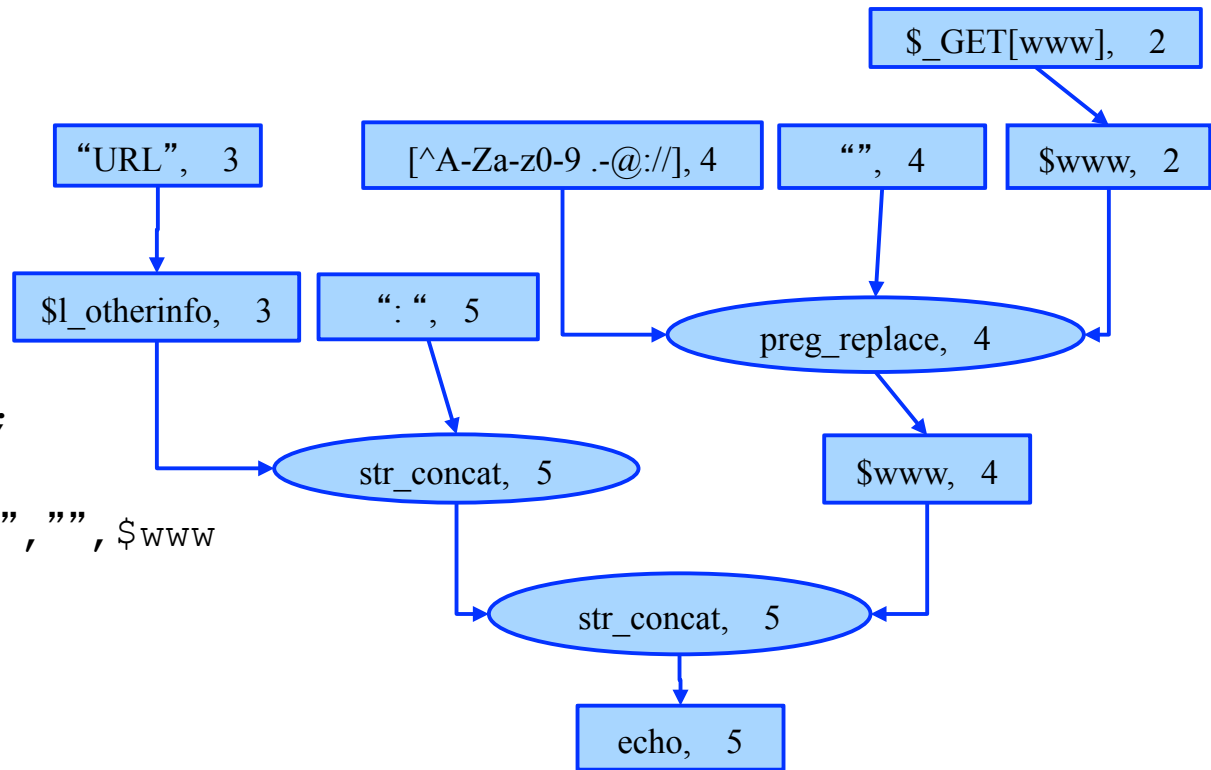 $_GET[www], 2
“URL”, 3
[^A-Za-z0-9 .-@://], 4
“”, 4
$www, 2
$l_otherinfo, 3
“: “, 5
preg_replace, 4
;
str_concat, 5
$www, 4
”,””,$www
str_concat, 5
echo, 5